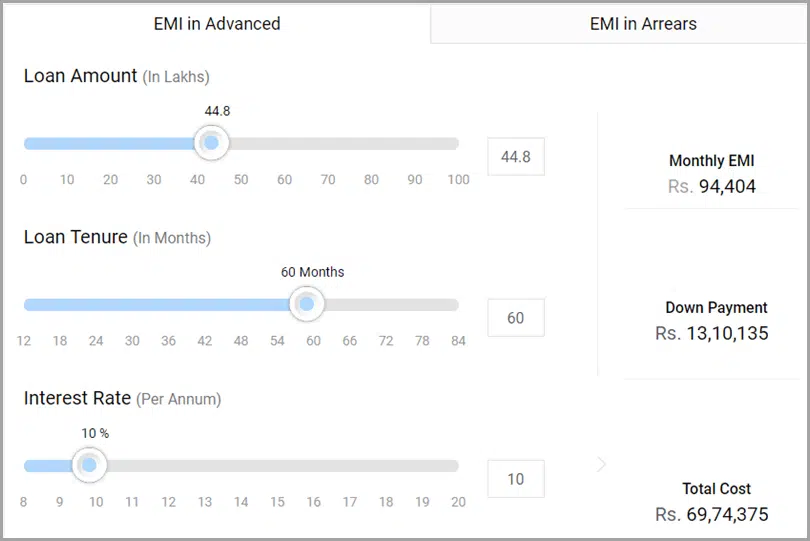 EMI in Advanced
EMI in Arrears
Loan Amount (In Lakhs)
44.8
44.8
0 10 20 30 40 50 60 70 80 90 100
Loan Tenure (In Months)
60 Months
60
12 18 24 30 36 42 48 54 60 66 72 78 84
Interest Rate (Per Annum)
10 %
10
8 9 10 11 12 13 14 15 16 17 18 19 20
Monthly EMI
Rs. 94,404
Down Payment
Rs. 13,10,135
Total Cost
Rs. 69,74,375